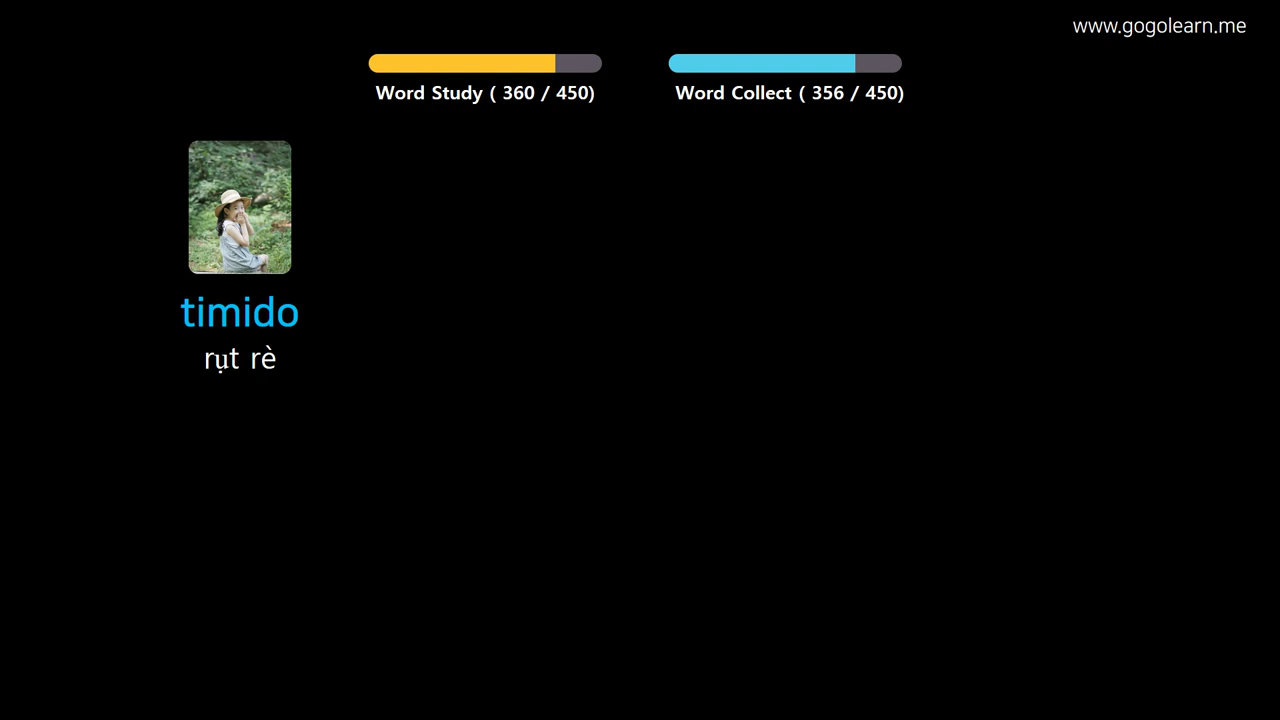 www.gogolearn.me
Word Study ( 360 / 450)
Word Collect ( 356 / 450)
timido
rụt rè